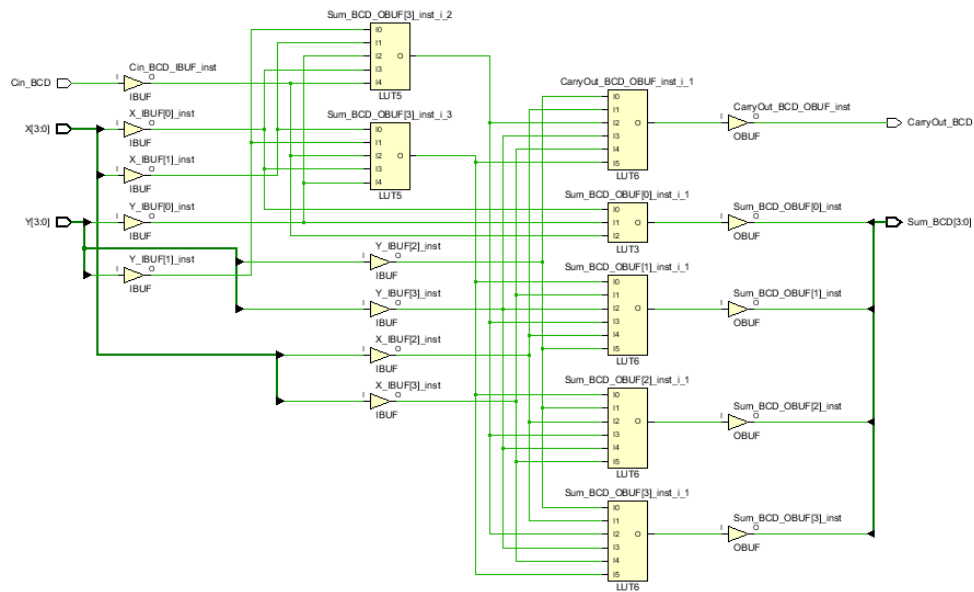 Sum_BCD_OBUF[3]_inst_i_2
I0
I1
I2
I3
I4
O
LUT5
Cin_BCD
Cin_BCD_IBUF_inst
I
O
IBUF
X[3:0]
X_IBUF[0]_inst
I
O
IBUF
X_IBUF[1]_inst
I
O
IBUF
Y[3:0]
Y_IBUF[0]_inst
I
O
IBUF
Y_IBUF[1]_inst
I
O
IBUF
Sum_BCD_OBUF[3]_inst_i_3
I0
I1
I2
I3
I4
O
LUT5
Y_IBUF[2]_inst
I
O
IBUF
Y_IBUF[3]_inst
I
O
IBUF
X_IBUF[2]_inst
I
O
IBUF
X_IBUF[3]_inst
I
O
IBUF
CarryOut_BCD_OBUF_inst_i_1
I0
I1
I2
I3
I4
I5
O
LUT6
CarryOut_BCD_OBUF_inst
I
O
OBUF
CarryOut_BCD
Sum_BCD_OBUF[0]_inst_i_1
I0
I1
I2
O
LUT3
Sum_BCD_OBUF[0]_inst
I
O
OBUF
Sum_BCD[3:0]
Sum_BCD_OBUF[1]_inst_i_1
I0
I1
I2
I3
I4
I5
O
LUT6
Sum_BCD_OBUF[1]_inst
I
O
OBUF
Sum_BCD_OBUF[2]_inst_i_1
I0
I1
I2
I3
I4
I5
O
LUT6
Sum_BCD_OBUF[2]_inst
I
O
OBUF
Sum_BCD_OBUF[3]_inst_i_1
I0
I1
I2
I3
I4
I5
O
LUT6
Sum_BCD_OBUF[3]_inst
I
O
OBUF